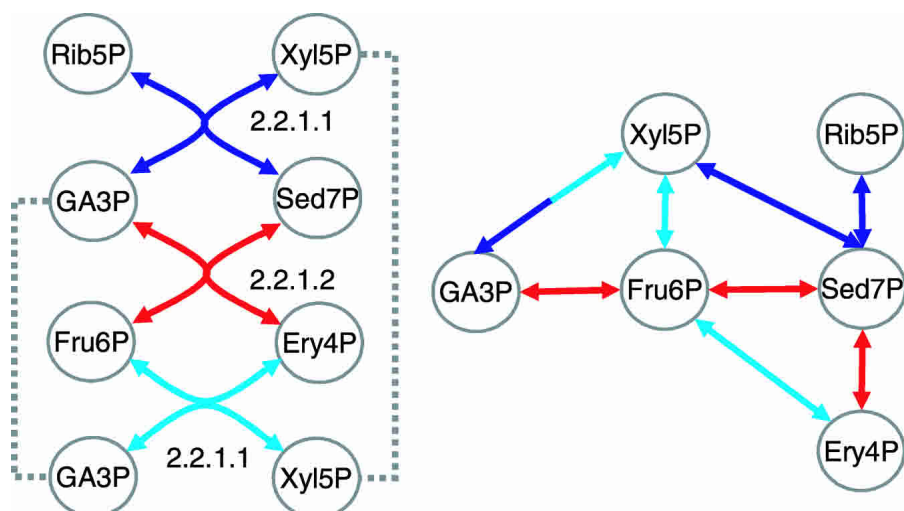 Rib5P
Xyl5P
2.2.1.1
GA3P
Sed7P
2.2.1.2
Fru6P
Ery4P
2.2.1.1
GA3P
Xyl5P
Xyl5P
Rib5P
GA3P
Fru6P
Sed7P
Ery4P